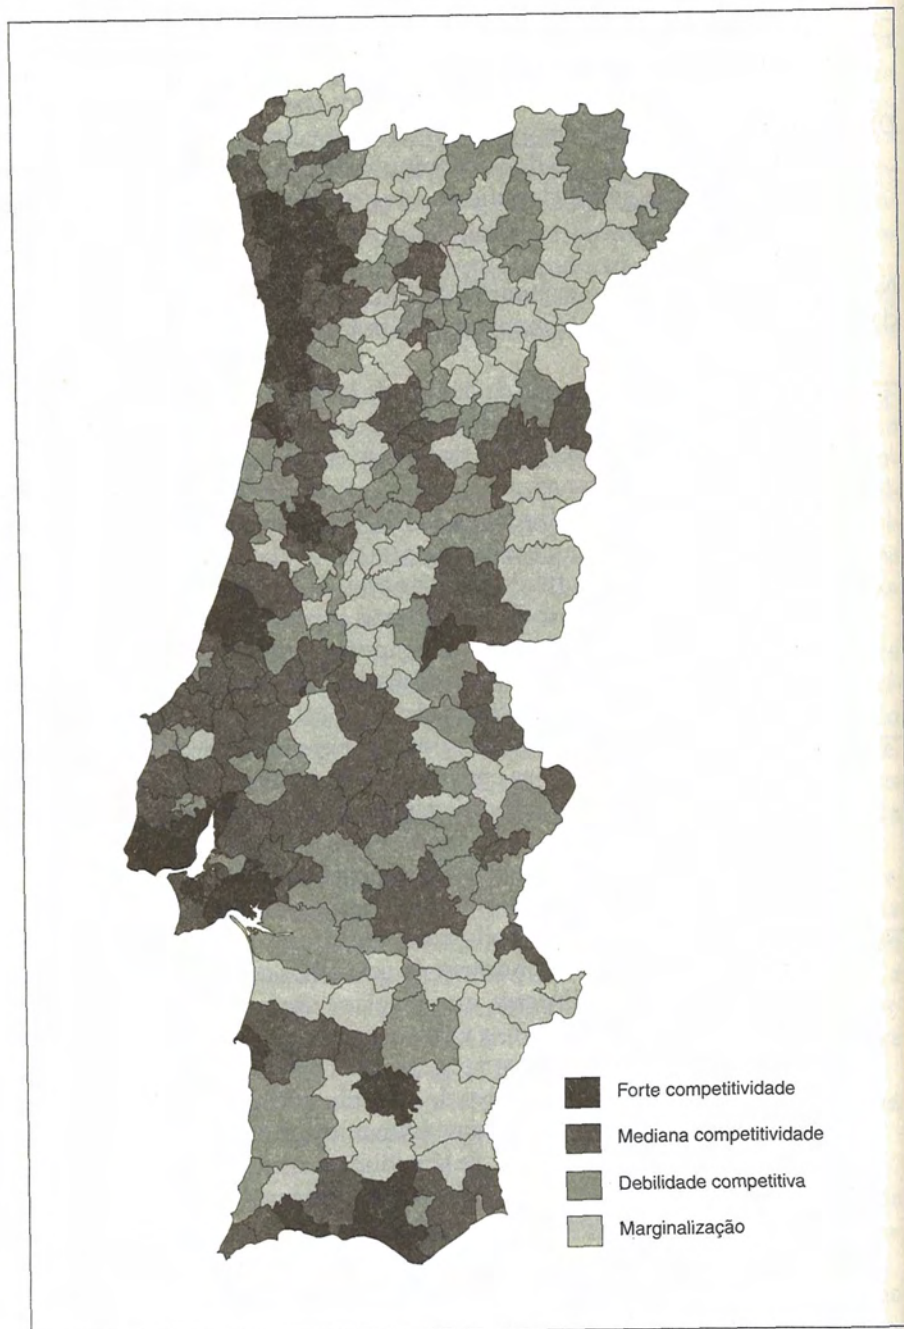 Forte competitividade
Mediana competitividade
Debilidade competitiva
Marginalização